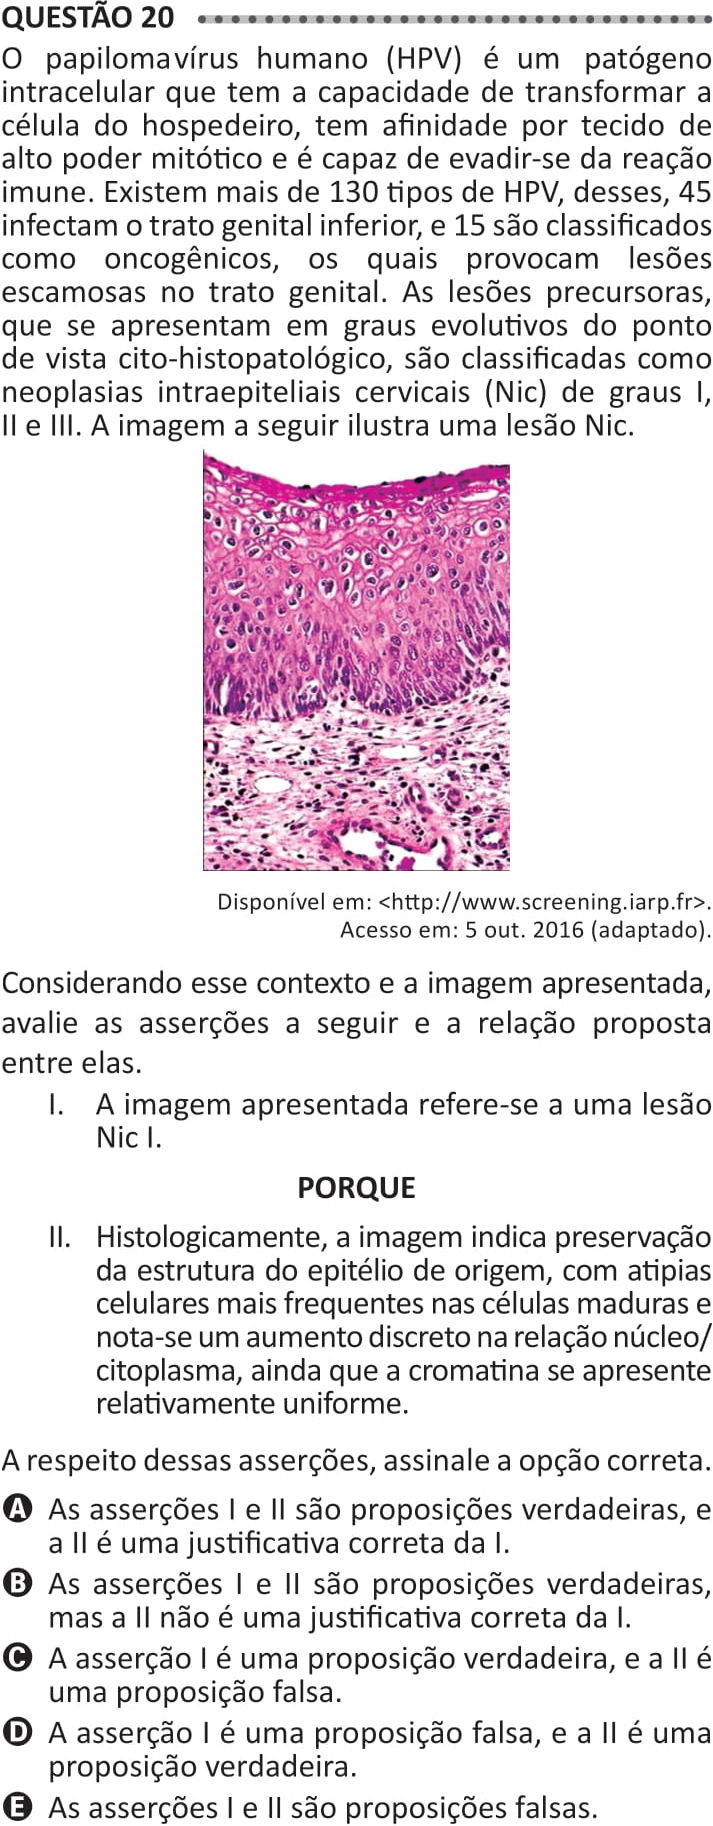 QUESTÃO 20
O papilomavírus humano (HPV) é um patógeno
intracelular que tem a capacidade de transformar a
célula do hospedeiro, tem afinidade por tecido de
alto poder mitótico e é capaz de evadir-se da reação
imune. Existem mais de 130 tipos de HPV, desses, 45
infectam o trato genital inferior, e 15 são classificados
como oncogênicos, os quais provocam lesões
escamosas no trato genital. As lesões precursoras,
que se apresentam em graus evolutivos do ponto
de vista cito-histopatológico, são classificadas como
neoplasias intraepiteliais cervicais (Nic) de graus I,
II e III. A imagem a seguir ilustra uma lesão Nic.
Disponível em: <http://www.screening.iarp.fr>.
Acesso em: 5 out. 2016 (adaptado).
Considerando esse contexto e a imagem apresentada,
avalie as asserções a seguir e a relação proposta
entre elas.
I. A imagem apresentada refere-se a uma lesão
Nic I.
PORQUE
II. Histologicamente, a imagem indica preservação
da estrutura do epitélio de origem, com atipias
celulares mais frequentes nas células maduras e
nota-se um aumento discreto na relação núcleo/
citoplasma, ainda que a cromatina se apresente
relativamente uniforme.
A respeito dessas asserções, assinale a opção correta.
A As asserções I e II são proposições verdadeiras, e
a II é uma justificativa correta da I.
B As asserções I e II são proposições verdadeiras,
mas a II não é uma justificativa correta da I.
C A asserção I é uma proposição verdadeira, e a II é
uma proposição falsa.
D A asserção I é uma proposição falsa, e a II é uma
proposição verdadeira.
E As asserções I e II são proposições falsas.